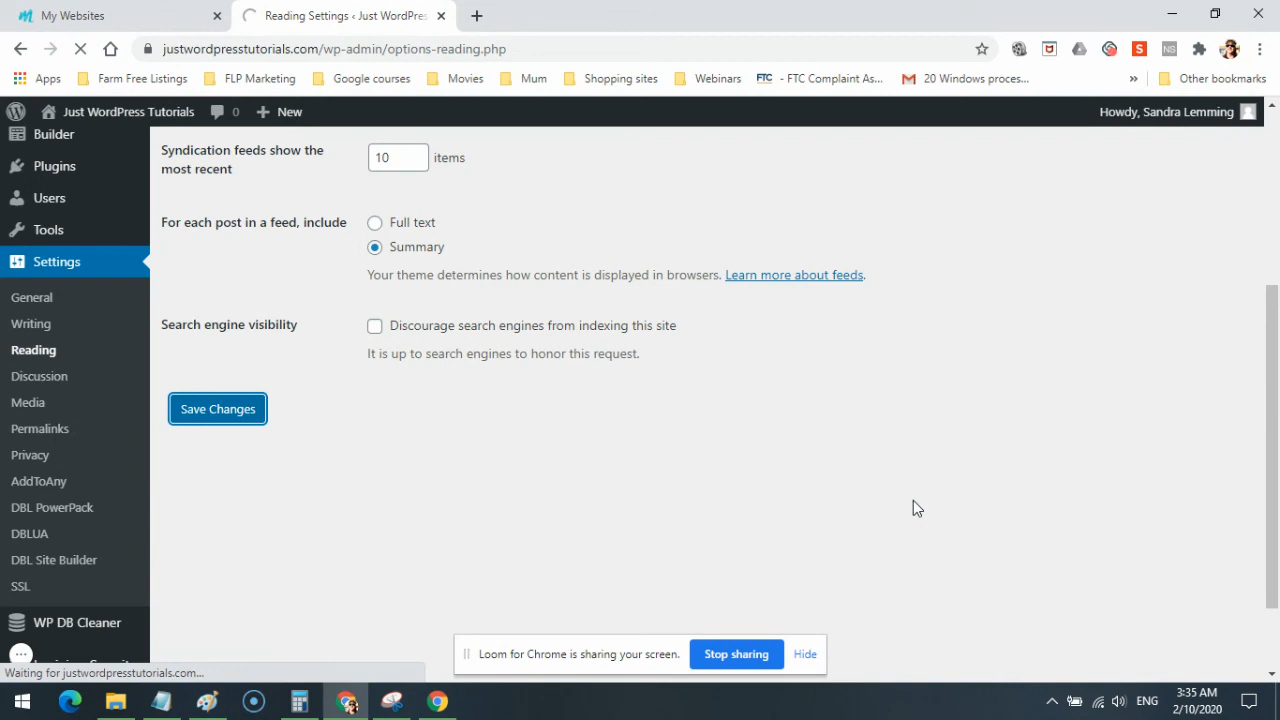 My Websites
Reading Settings ‹ Just WordPres
justwordpresstutorials.com/wp-admin/options-reading.php
Apps
Farm Free Listings
FLP Marketing
Google courses
Movies
Mum
Shopping sites
Webinars
FTC - FTC Complaint As...
20 Windows proces...
»
Other bookmarks
Just WordPress Tutorials
0
New
Howdy, Sandra Lemming
Builder
Plugins
Users
Tools
Settings
General
Writing
Reading
Discussion
Media
Permalinks
Privacy
AddToAny
DBL PowerPack
DBLUA
DBL Site Builder
SSL
WP DB Cleaner
Syndication feeds show the
most recent
10 items
For each post in a feed, include
Full text
Summary
Your theme determines how content is displayed in browsers. Learn more about feeds.
Search engine visibility
Discourage search engines from indexing this site
It is up to search engines to honor this request.
Save Changes
Loom for Chrome is sharing your screen. Stop sharing Hide
Waiting for justwordpresstutorials.com...
ENG
3:35 AM
2/10/2020